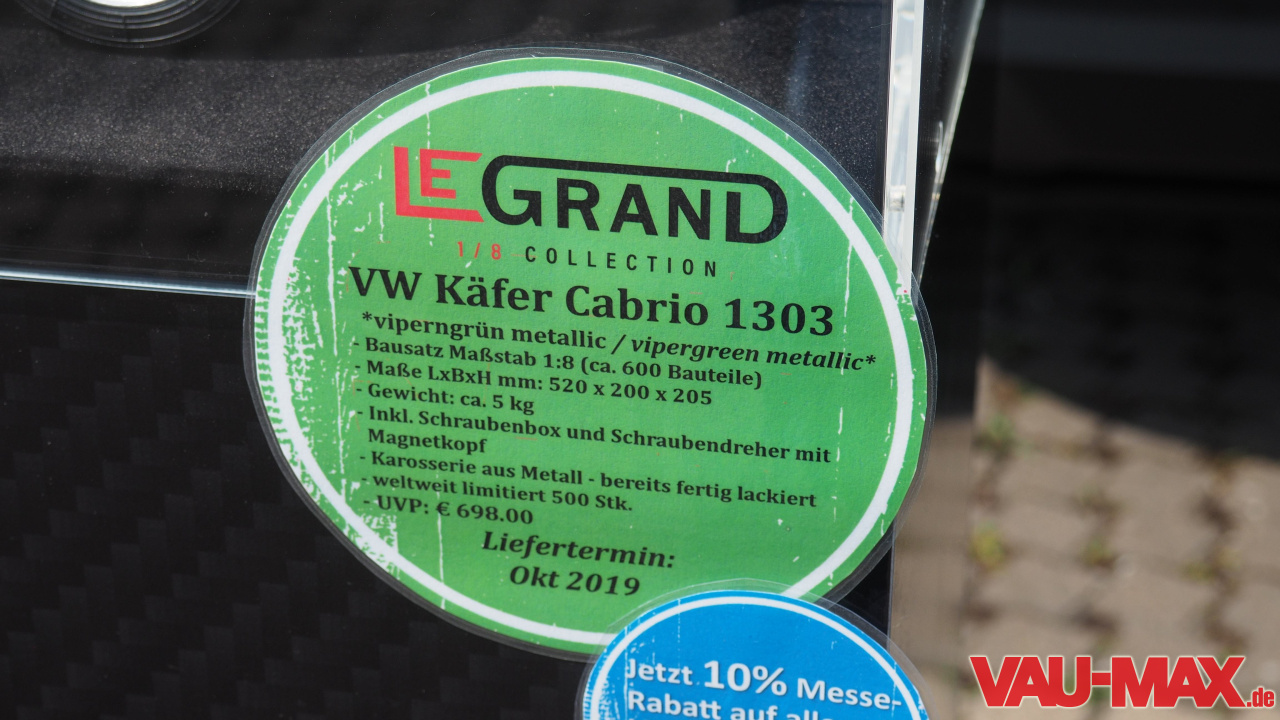 LEGRAND
1/8 COLLECTION
VW Käfer Cabrio 1303
*viperngrün metallic / vipergreen metallic*
- Bausatz Maßstab 1:8 (ca. 600 Bauteile)
- Maße LxBxH mm: 520 x 200 x 205
- Gewicht: ca. 5 kg
- Inkl. Schraubenbox und Schraubendreher mit
Magnetkopf
- Karosserie aus Metall - bereits fertig lackiert
- weltweit limitiert 500 Stk.
- UVP: € 698.00
Liefertermin:
Okt 2019
Jetzt 10% Messe-
Rabatt auf alle
VAU-MAX.de